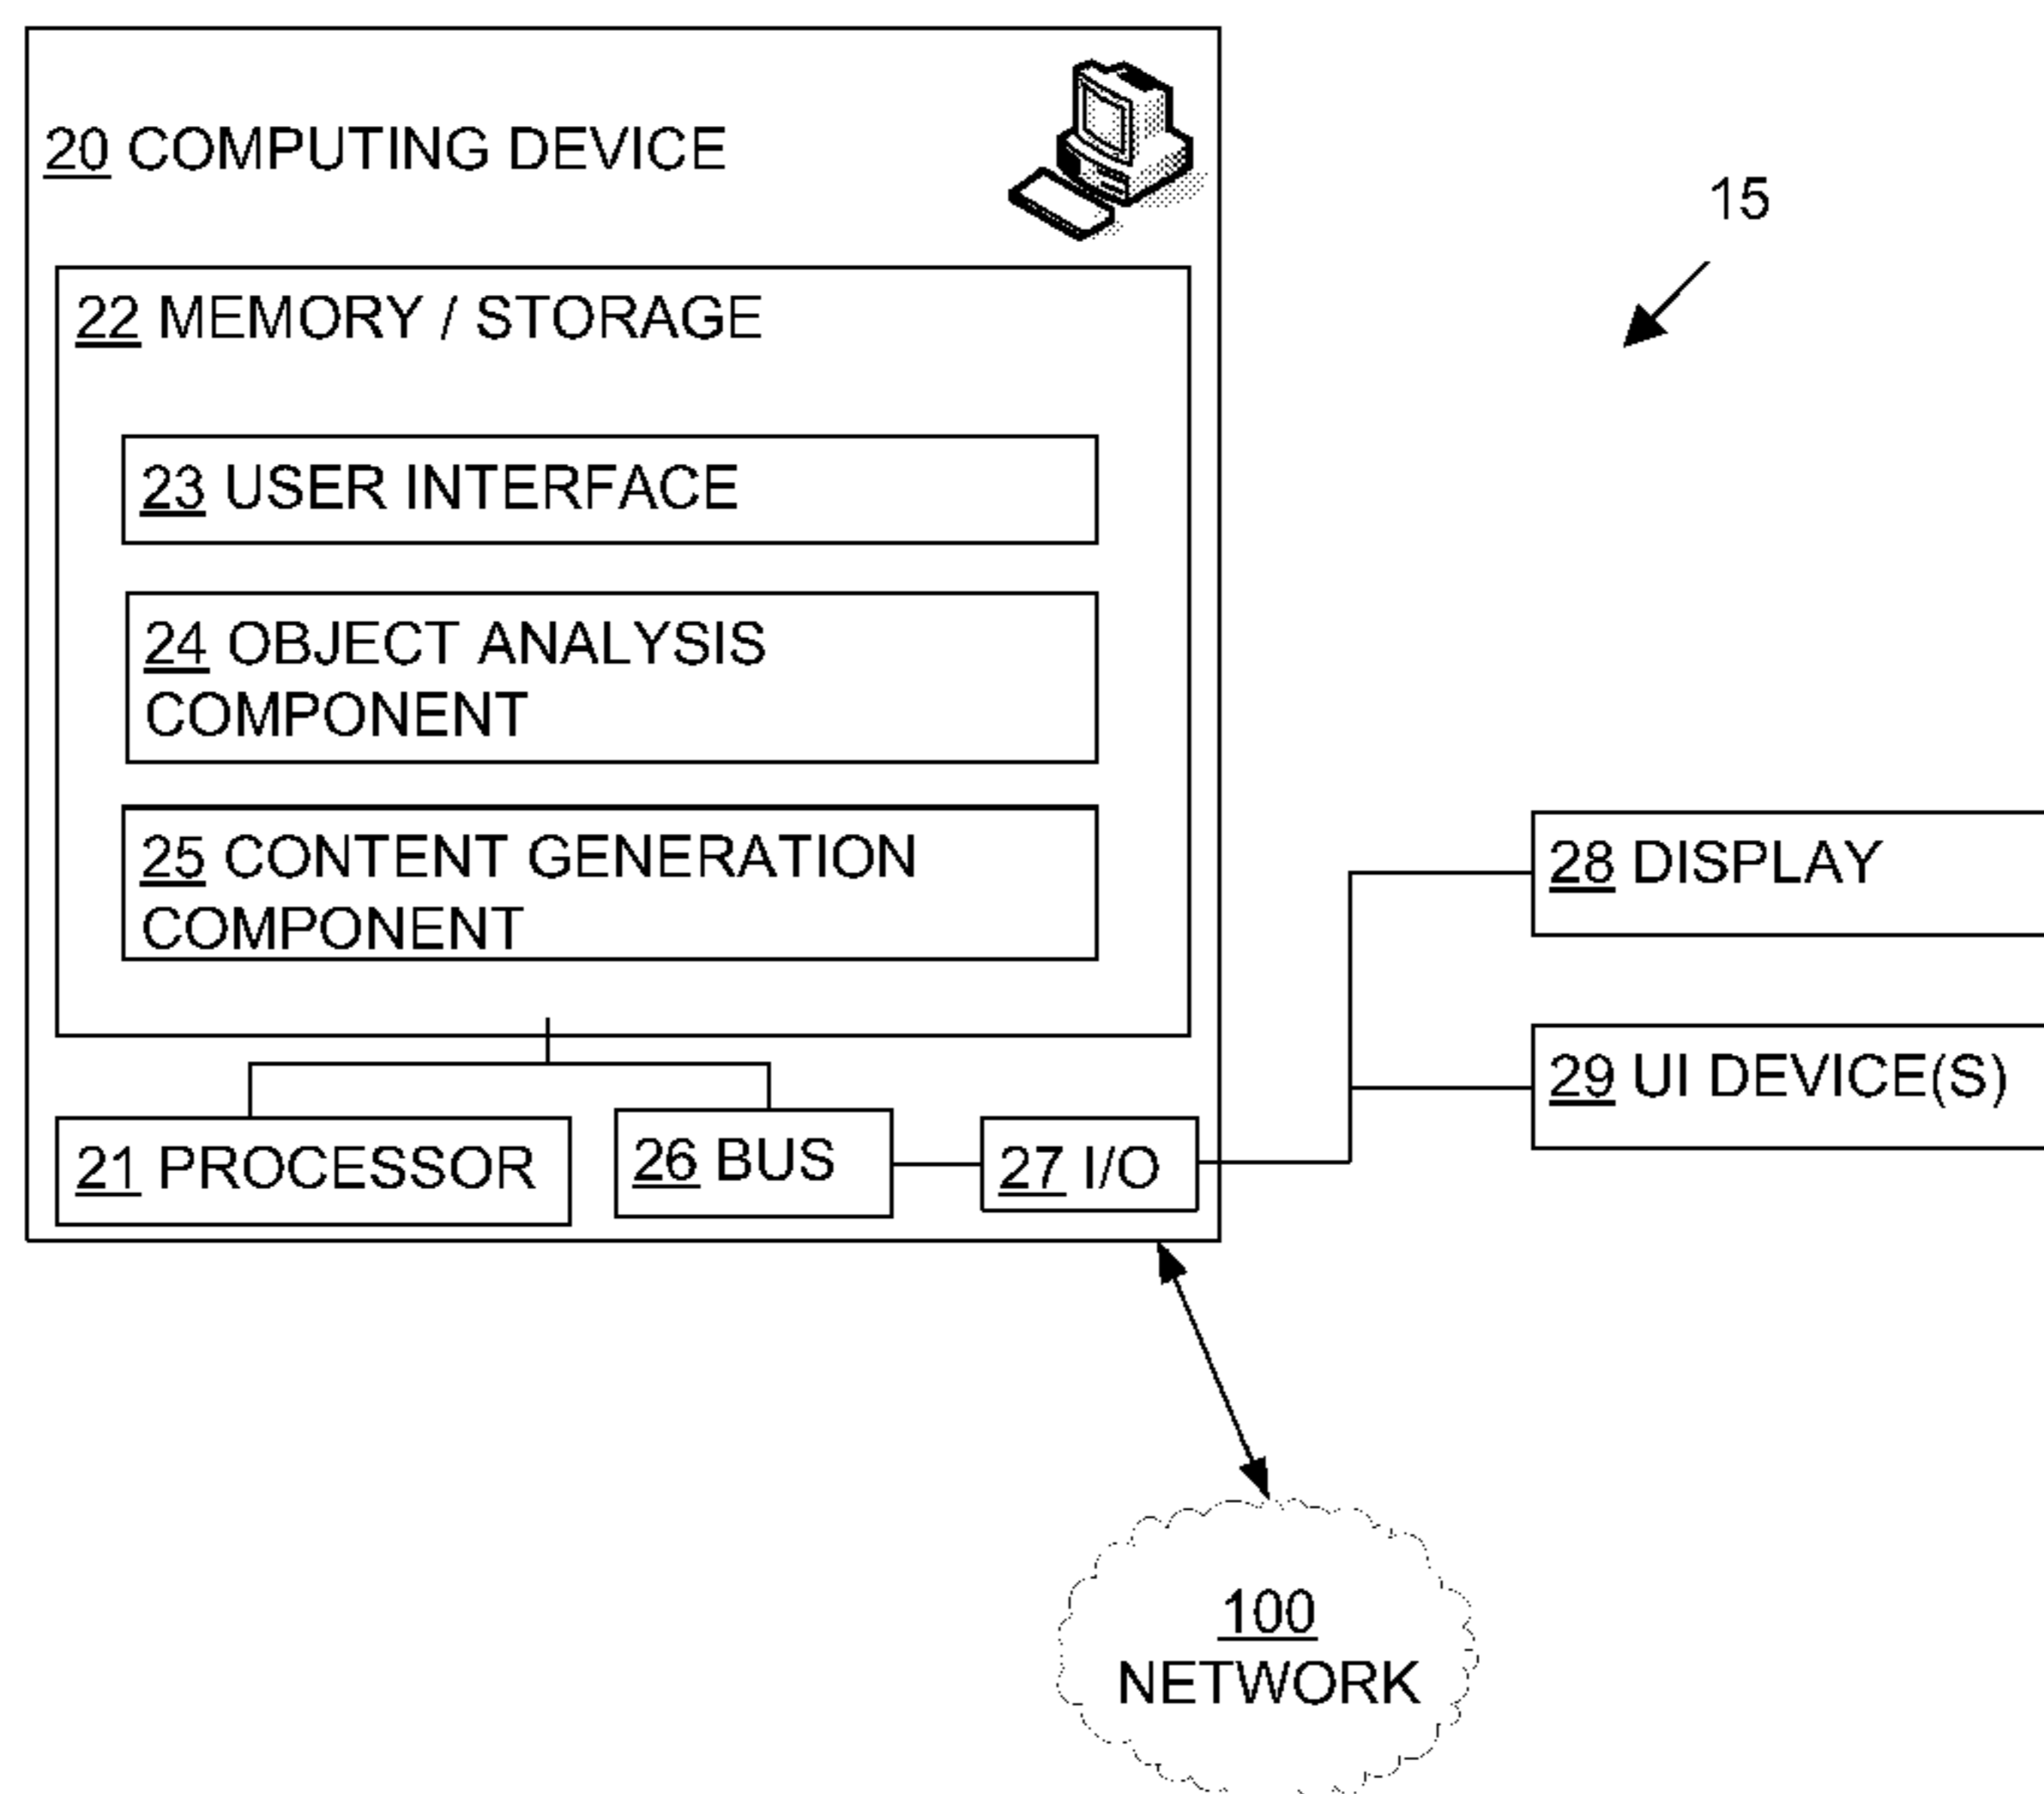 20 COMPUTING DEVICE
15
22 MEMORY / STORAGE
23 USER INTERFACE
24 OBJECT ANALYSIS
COMPONENT
25 CONTENT GENERATION
COMPONENT
28 DISPLAY
29 UI DEVICE(S)
21 PROCESSOR
26 BUS
27 I/O
100
NETWORK